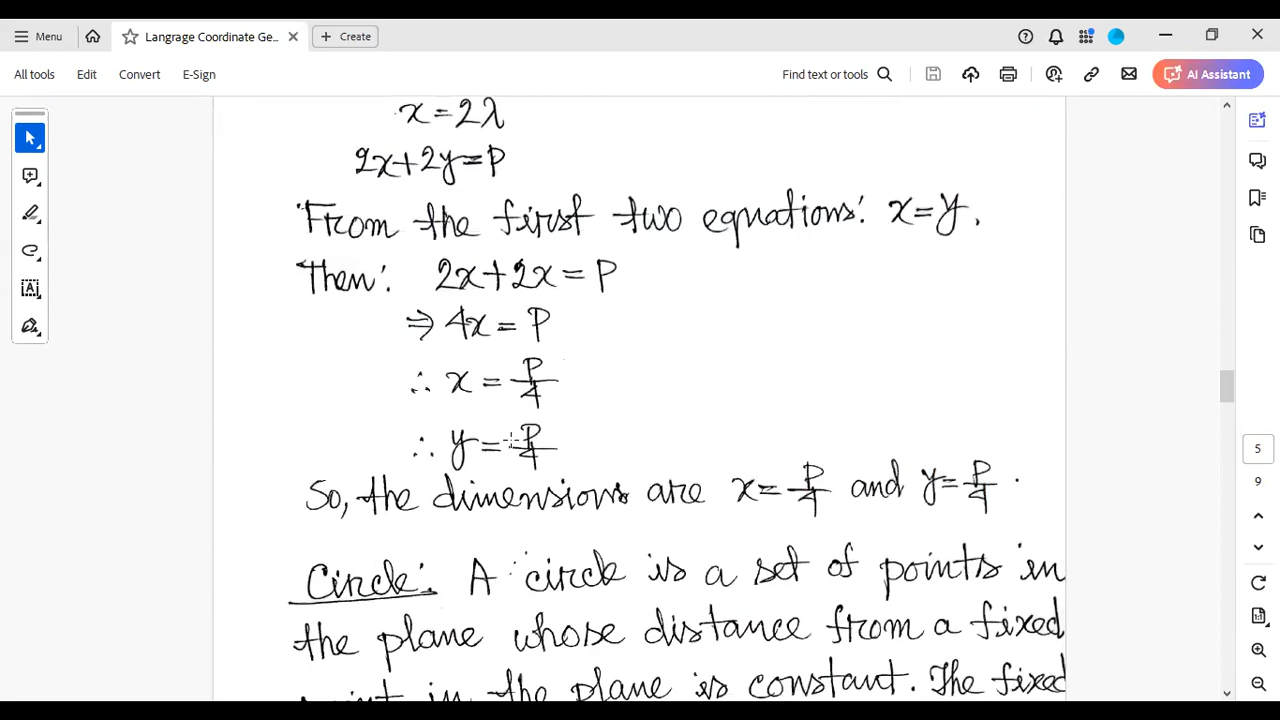 Menu
Langrage Coordinate Ge...
Create
All tools
Edit
Convert
E-Sign
Find text or tools
AI Assistant
x=2λ
2x+2y=P
From the first two equations: x=y.
Then: 2x+2x=P
⇒ 4x=P
∴ x=P/4
∴ y=P/4
So, the dimensions are x=P/4 and y=P/4.
Circle: A circle is a set of points in
the plane whose distance from a fixed
point in the plane is constant. The fixed
5
9